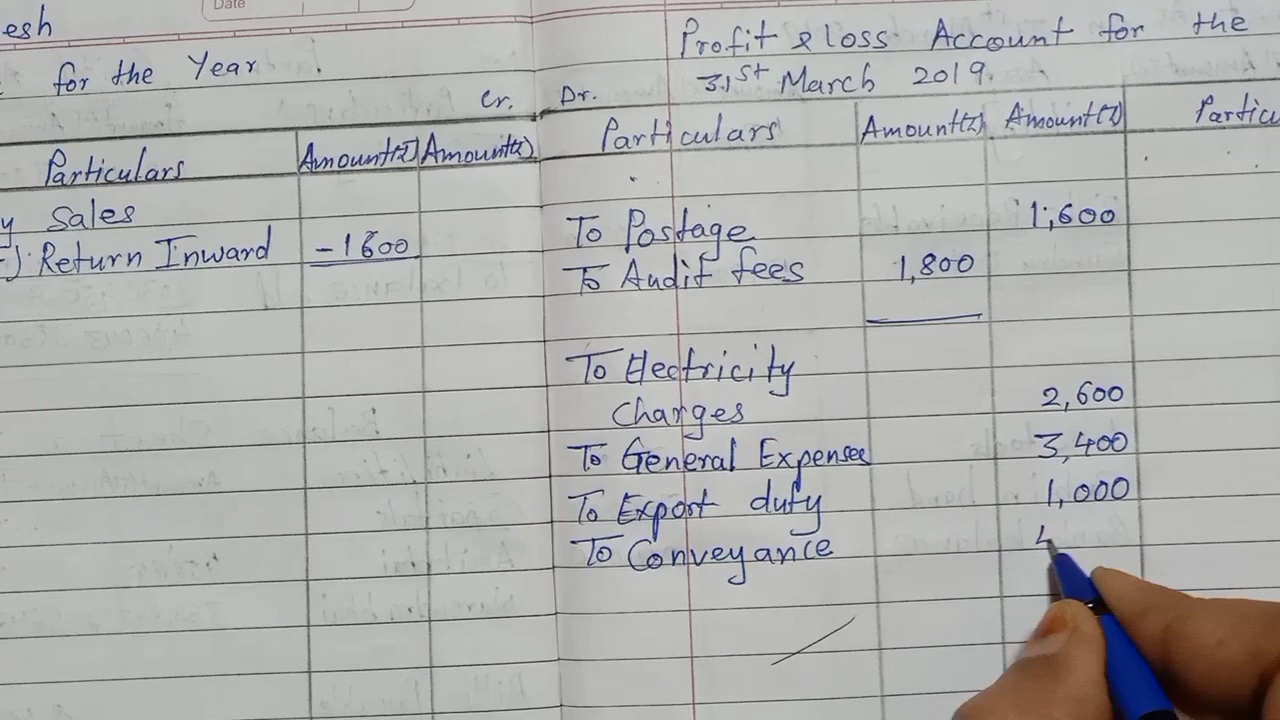 Date
esh
for the Year
Cr.
Particulars Amount(₹) Amount(₹)
y Sales
-) Return Inward -1600
Profit & loss Account for the
31st March 2019.
Dr.
Particulars Amount(₹) Amount(₹) Particu
To Postage 1,600
To Audit fees 1,800
To Electricity
charges 2,600
To General Expenses 3,400
To Export duty 1,000
To Conveyance 4